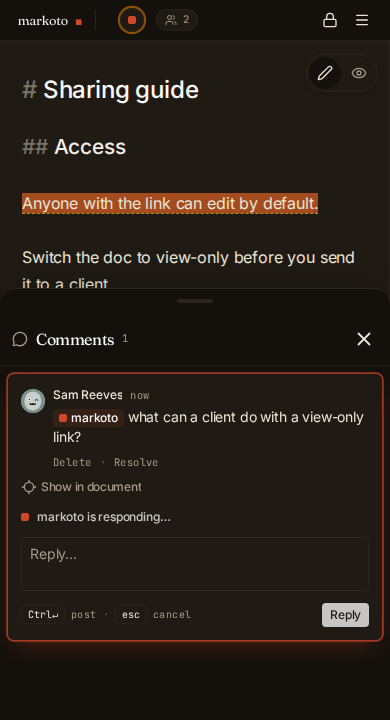 markoto
2
# Sharing guide
## Access
Anyone with the link can edit by default.
Switch the doc to view-only before you send
it to a client
Comments 1
Sam Reeves now
markoto what can a client do with a view-only
link?
Delete · Resolve
Show in document
markoto is responding...
Reply...
Ctrl↵ post · esc cancel
Reply